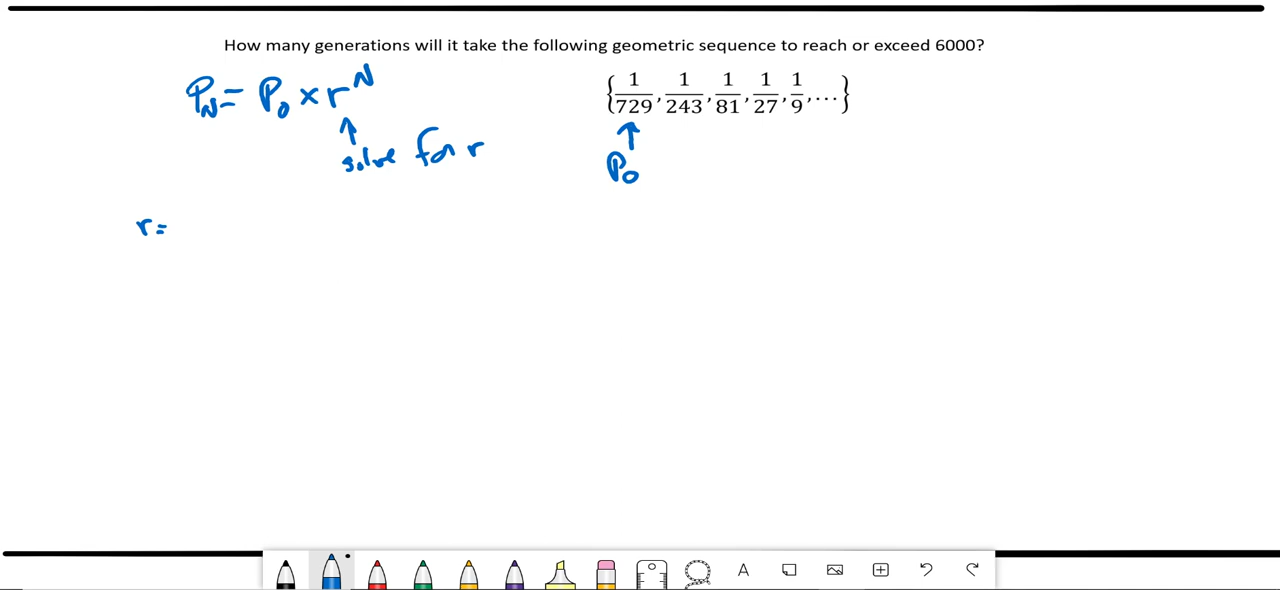 How many generations will it take the following geometric sequence to reach or exceed 6000?
P_N = P_0 × r^N
{1/729, 1/243, 1/81, 1/27, 1/9, ⋯}
↑
solve for r
↑
P_0
r =
A